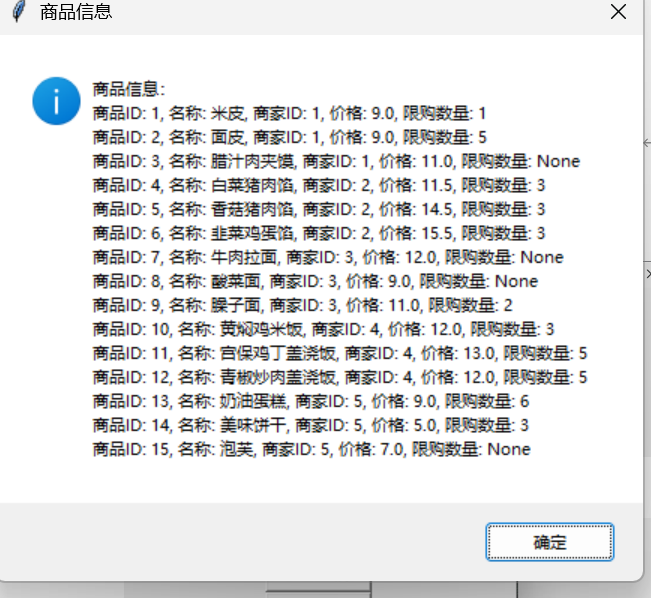 商品信息
商品信息:
商品ID: 1, 名称: 米皮, 商家ID: 1, 价格: 9.0, 限购数量: 1
商品ID: 2, 名称: 面皮, 商家ID: 1, 价格: 9.0, 限购数量: 5
商品ID: 3, 名称: 腊汁肉夹馍, 商家ID: 1, 价格: 11.0, 限购数量: None
商品ID: 4, 名称: 白菜猪肉馅, 商家ID: 2, 价格: 11.5, 限购数量: 3
商品ID: 5, 名称: 香菇猪肉馅, 商家ID: 2, 价格: 14.5, 限购数量: 3
商品ID: 6, 名称: 韭菜鸡蛋馅, 商家ID: 2, 价格: 15.5, 限购数量: 3
商品ID: 7, 名称: 牛肉拉面, 商家ID: 3, 价格: 12.0, 限购数量: None
商品ID: 8, 名称: 酸菜面, 商家ID: 3, 价格: 9.0, 限购数量: None
商品ID: 9, 名称: 臊子面, 商家ID: 3, 价格: 11.0, 限购数量: 2
商品ID: 10, 名称: 黄焖鸡米饭, 商家ID: 4, 价格: 12.0, 限购数量: 3
商品ID: 11, 名称: 宫保鸡丁盖浇饭, 商家ID: 4, 价格: 13.0, 限购数量: 5
商品ID: 12, 名称: 青椒炒肉盖浇饭, 商家ID: 4, 价格: 12.0, 限购数量: 5
商品ID: 13, 名称: 奶油蛋糕, 商家ID: 5, 价格: 9.0, 限购数量: 6
商品ID: 14, 名称: 美味饼干, 商家ID: 5, 价格: 5.0, 限购数量: 3
商品ID: 15, 名称: 泡芙, 商家ID: 5, 价格: 7.0, 限购数量: None
确定